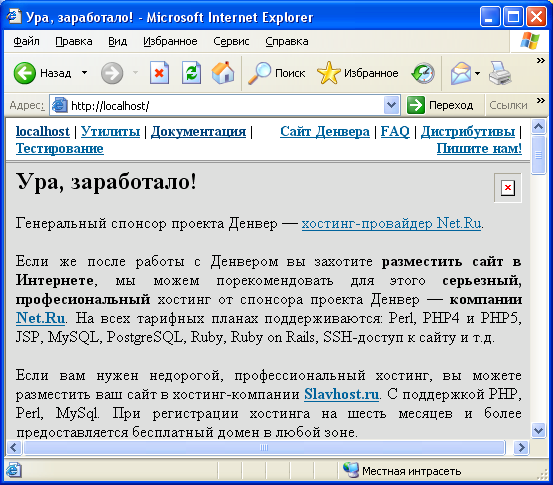 Ура, заработало! - Microsoft Internet Explorer
Файл Правка Вид Избранное Сервис Справка
Назад Поиск Избранное
Адрес: http://localhost/ Переход Ссылки
localhost | Утилиты | Документация | Сайт Денвера | FAQ | Дистрибутивы |
Тестирование Пишите нам!
Ура, заработало!
Генеральный спонсор проекта Денвер — хостинг-провайдер Net.Ru.
Если же после работы с Денвером вы захотите разместить сайт в
Интернете, мы можем порекомендовать для этого серьезный,
професиональный хостинг от спонсора проекта Денвер — компании
Net.Ru. На всех тарифных планах поддерживаются: Perl, PHP4 и PHP5,
JSP, MySQL, PostgreSQL, Ruby, Ruby on Rails, SSH-доступ к сайту и т.д.
Если вам нужен недорогой, профессиональный хостинг, вы можете
разместить ваш сайт в хостинг-компании Slavhost.ru. С поддержкой PHP,
Perl, MySql. При регистрации хостинга на шесть месяцев и более
предоставляется бесплатный домен в любой зоне.
Местная интрасеть